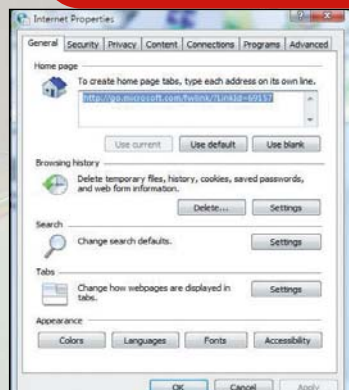 Internet Properties
General Security Privacy Content Connections Programs Advanced
Home page
To create home page tabs, type each address on its own line.
http://go.microsoft.com/fwlink/?LinkId=69157
Use current Use default Use blank
Browsing history
Delete temporary files, history, cookies, saved passwords,
and web form information.
Delete... Settings
Search
Change search defaults. Settings
Tabs
Change how webpages are displayed in
tabs. Settings
Appearance
Colors Languages Fonts Accessibility
OK Cancel Apply